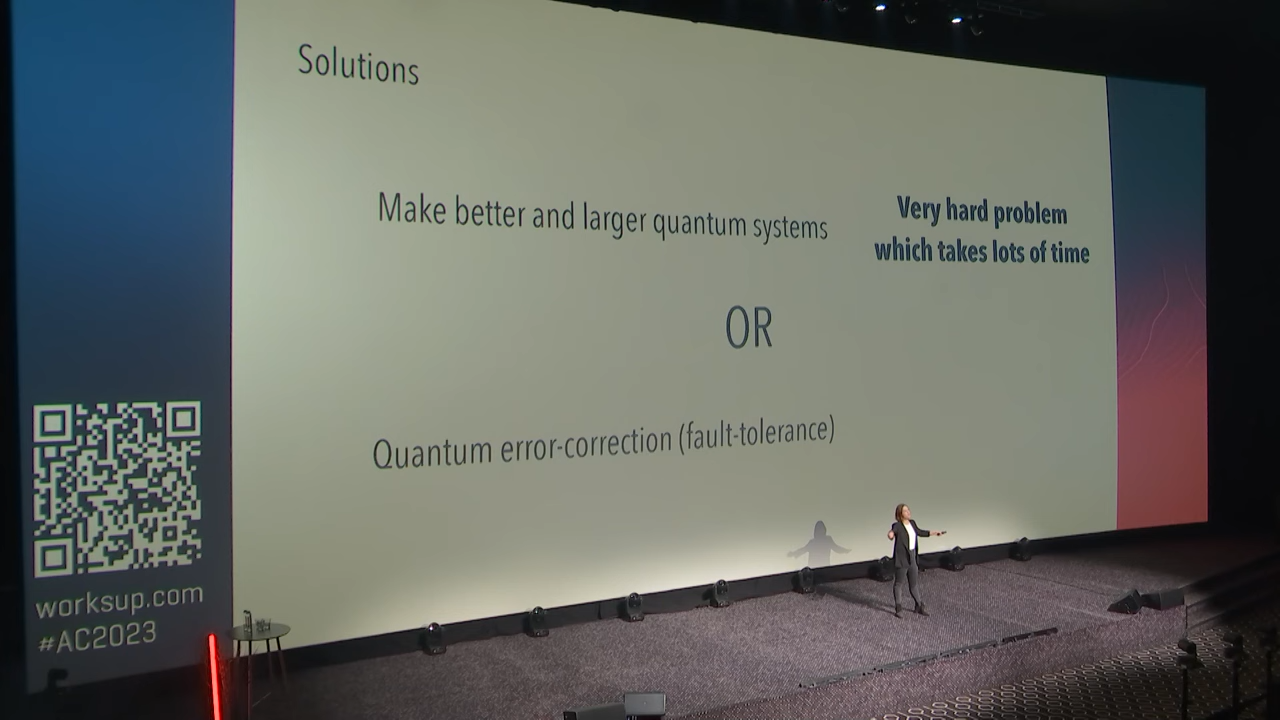 Solutions
Make better and larger quantum systems
Very hard problem
which takes lots of time
OR
Quantum error-correction (fault-tolerance)
worksup.com
#AC2023